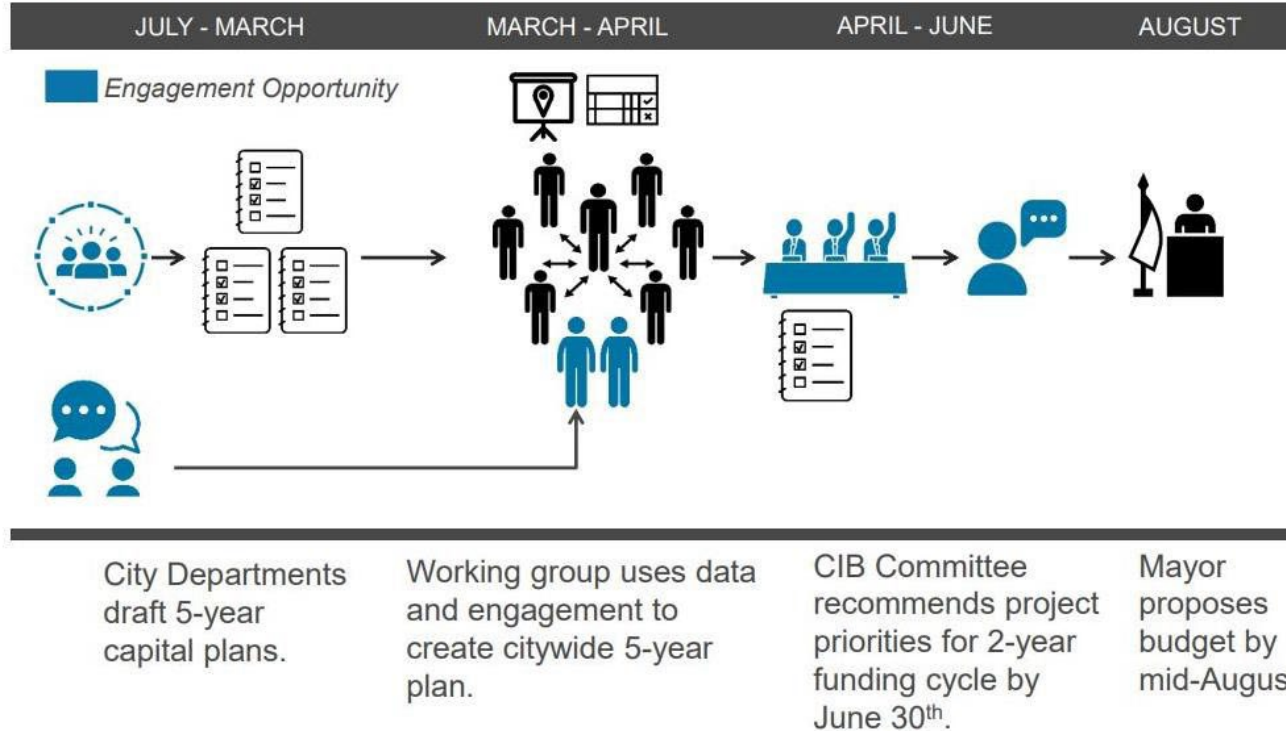 JULY - MARCH
MARCH - APRIL
APRIL - JUNE
AUGUST
Engagement Opportunity
City Departments
draft 5-year
capital plans.
Working group uses data
and engagement to
create citywide 5-year
plan.
CIB Committee
recommends project
priorities for 2-year
funding cycle by
June 30th.
Mayor
proposes
budget by
mid-Augus